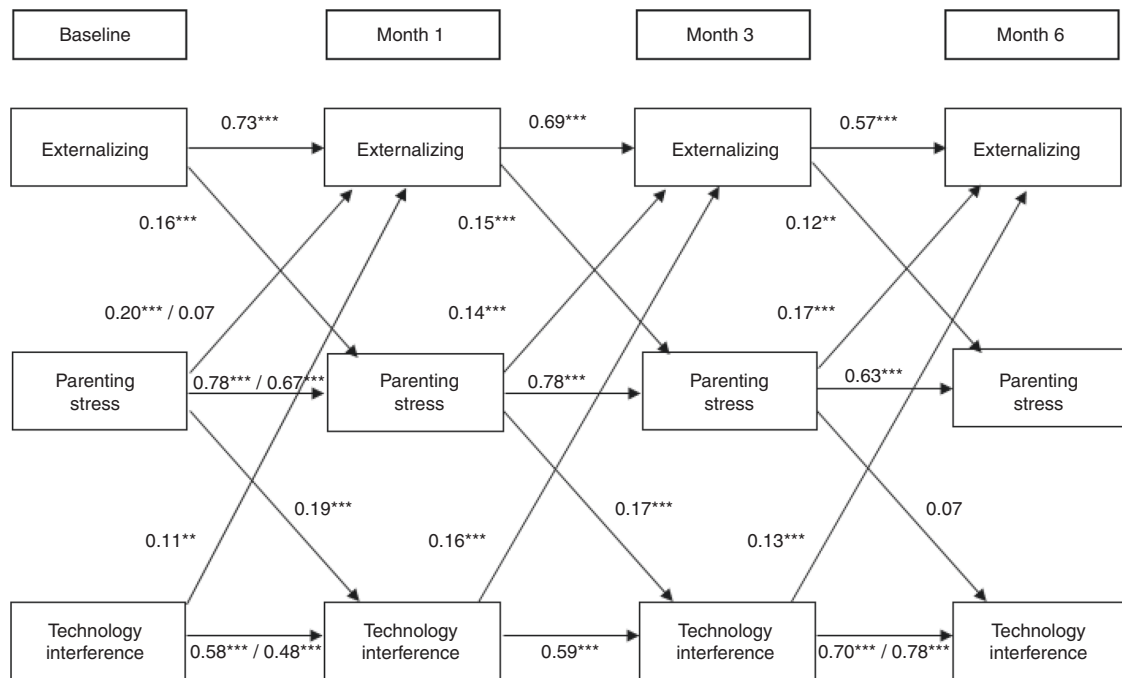 Baseline
Month 1
Month 3
Month 6
0.73***
0.69***
0.57***
Externalizing
Externalizing
Externalizing
Externalizing
0.16***
0.15***
0.12**
0.20*** / 0.07
0.14***
0.17***
Parenting
stress
0.78*** / 0.67***
Parenting
stress
0.78***
Parenting
stress
0.63***
Parenting
stress
0.19***
0.17***
0.07
0.11**
0.16***
0.13***
Technology
interference
0.58*** / 0.48***
Technology
interference
0.59***
Technology
interference
0.70*** / 0.78***
Technology
interference